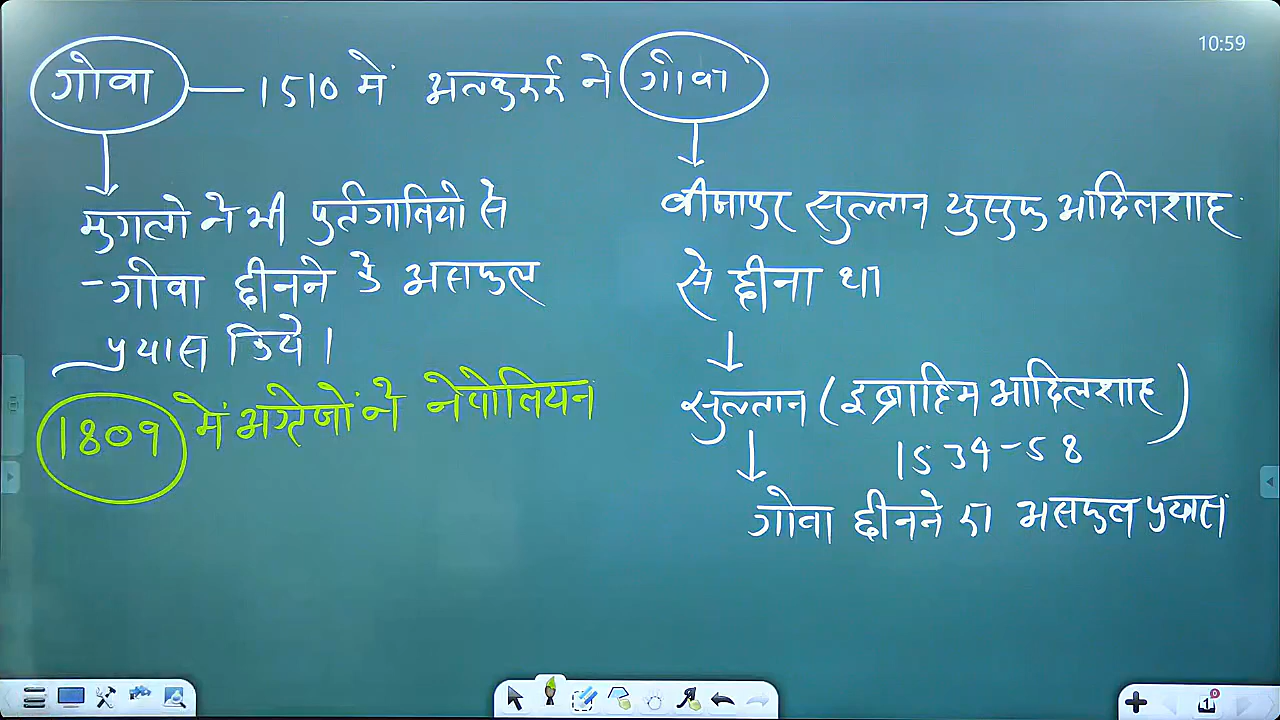 10:59
गोवा — 1510 में अलबुकर्क ने गोवा
↓
मुगलो ने भी पुर्तगालियो से
- गोवा छीनने के असफल
प्रयास किये।
1809 में अंग्रेजों ने नेपोलियन
↓
बीजापुर सुल्तान युसुफ आदिलशाह
से छीना था
↓
सुल्तान (इब्राहिम आदिलशाह)
1534-58
↓
गोवा छीनने का असफल प्रयास